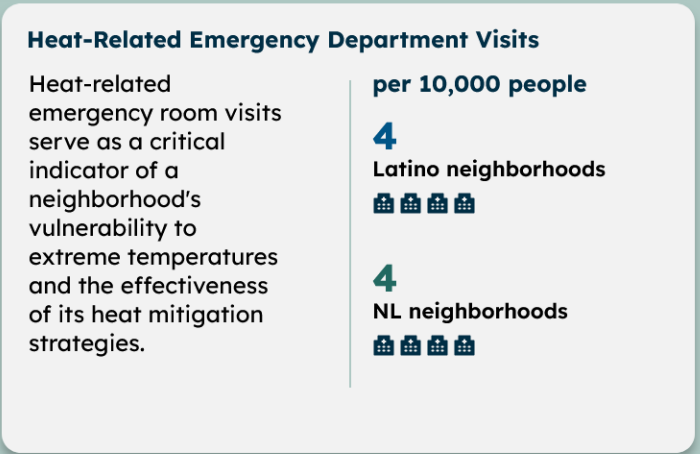 Heat-Related Emergency Department Visits
Heat-related
emergency room visits
serve as a critical
indicator of a
neighborhood's
vulnerability to
extreme temperatures
and the effectiveness
of its heat mitigation
strategies.
per 10,000 people
4
Latino neighborhoods
4
NL neighborhoods